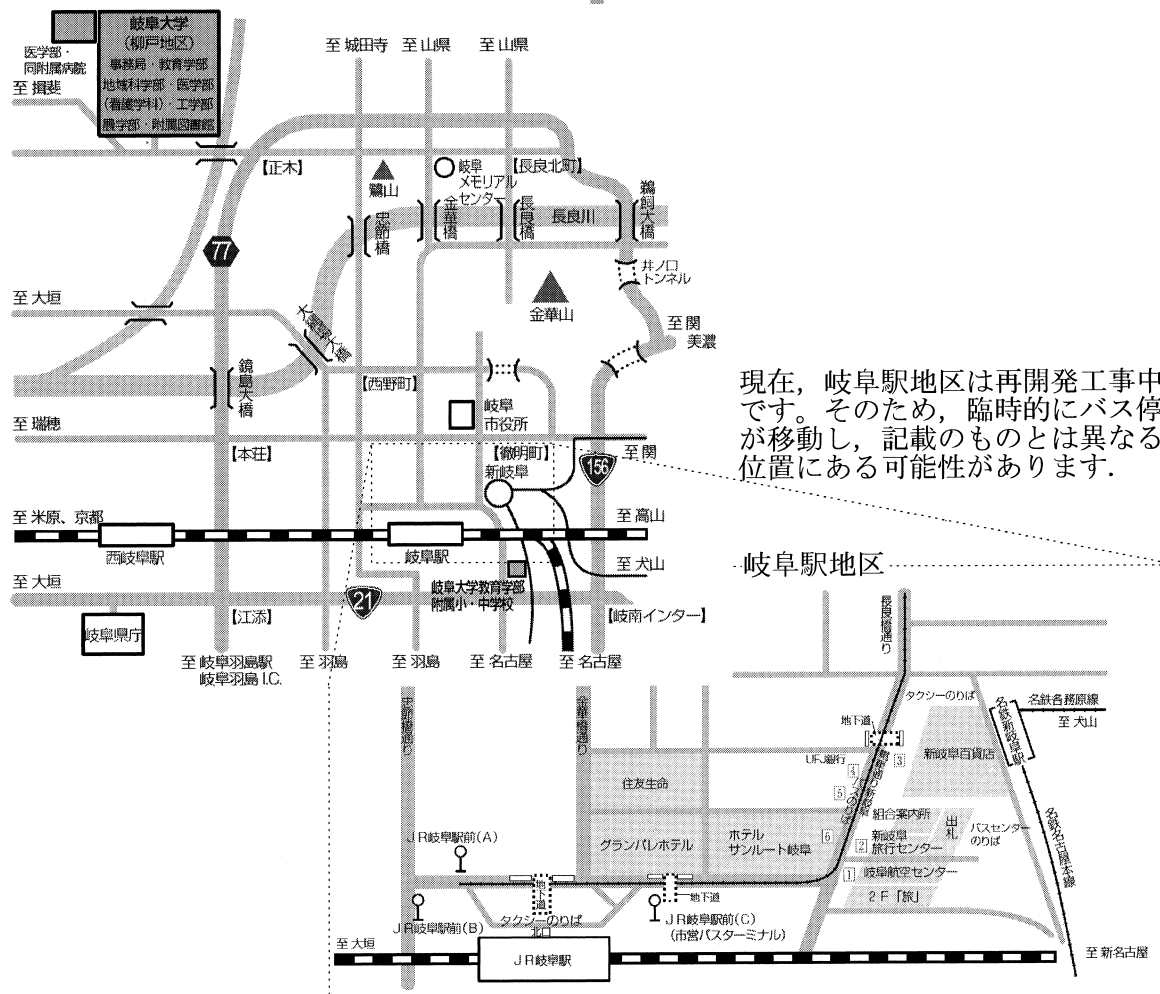 岐阜大学
(柳戸地区)
事務局・教育学部
地域科学部・医学部
(看護学科)・工学部
農学部・附属図書館
医学部・
同附属病院
至 揖斐
至 城田寺
至 山県
至 山県
【正木】
鷺山
岐阜
メモリアル
センター
【長良北町】
忠節橋
金華橋
長良橋
長良川
鵜飼大橋
77
井ノ口
トンネル
金華山
至 大垣
至 関
美濃
鏡島大橋
【西野町】
岐阜
市役所
至 瑞穂
【本荘】
【徹明町】
新岐阜
至 関
156
至 米原、京都
西岐阜駅
岐阜駅
至 高山
至 犬山
至 大垣
岐阜大学教育学部
附属小・中学校
21
岐阜県庁
【江添】
【岐南インター】
至 岐阜羽島駅
岐阜羽島 I.C.
至 羽島
至 羽島
至 名古屋
至 名古屋
現在，岐阜駅地区は再開発工事中
です。そのため，臨時的にバス停
が移動し，記載のものとは異なる
位置にある可能性があります.
岐阜駅地区
長良橋通り
忠節橋通り
金華橋通り
タクシーのりば
名鉄新岐阜駅
名鉄各務原線
至 犬山
地下道
UFJ銀行
新岐阜百貨店
住友生命
3
4
5
6
2
1
組合案内所
出札
バスセンター
のりば
新岐阜
旅行センター
岐阜航空センター
2F「旅」
名鉄名古屋本線
グランパレホテル
ホテル
サンルート岐阜
JR岐阜駅前(A)
JR岐阜駅前(B)
地下道
地下道
タクシーのりば
北口
JR岐阜駅前(C)
(市営バスターミナル)
至 大垣
JR岐阜駅
至 新名古屋